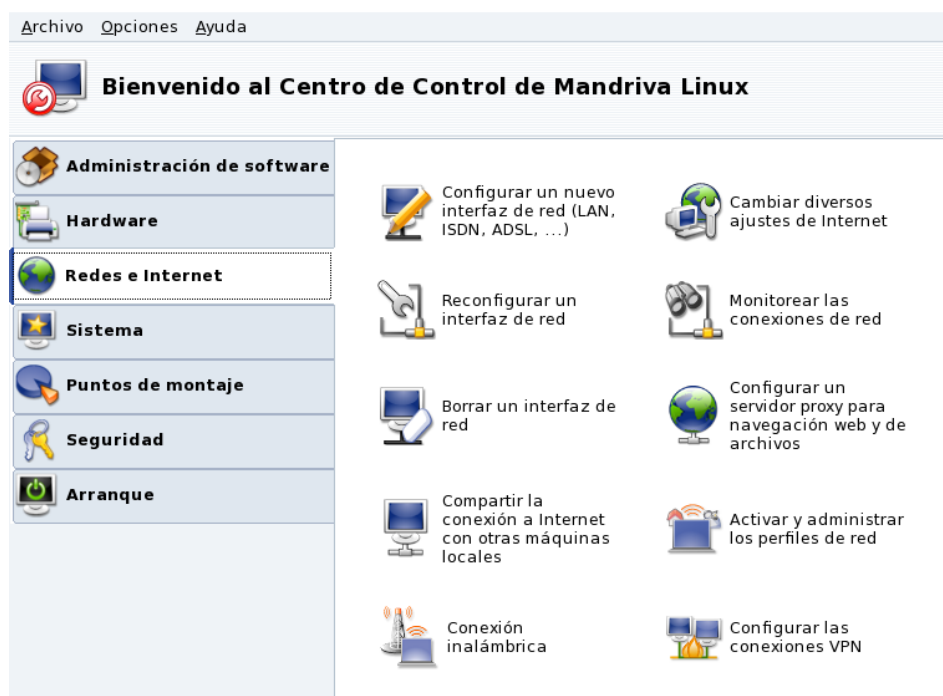 Archivo Opciones Ayuda
Bienvenido al Centro de Control de Mandriva Linux
Administración de software
Hardware
Redes e Internet
Sistema
Puntos de montaje
Seguridad
Arranque
Configurar un nuevo
interfaz de red (LAN,
ISDN, ADSL, ...)
Cambiar diversos
ajustes de Internet
Reconfigurar un
interfaz de red
Monitorear las
conexiones de red
Borrar un interfaz de
red
Configurar un
servidor proxy para
navegación web y de
archivos
Compartir la
conexión a Internet
con otras máquinas
locales
Activar y administrar
los perfiles de red
Conexión
inalámbrica
Configurar las
conexiones VPN